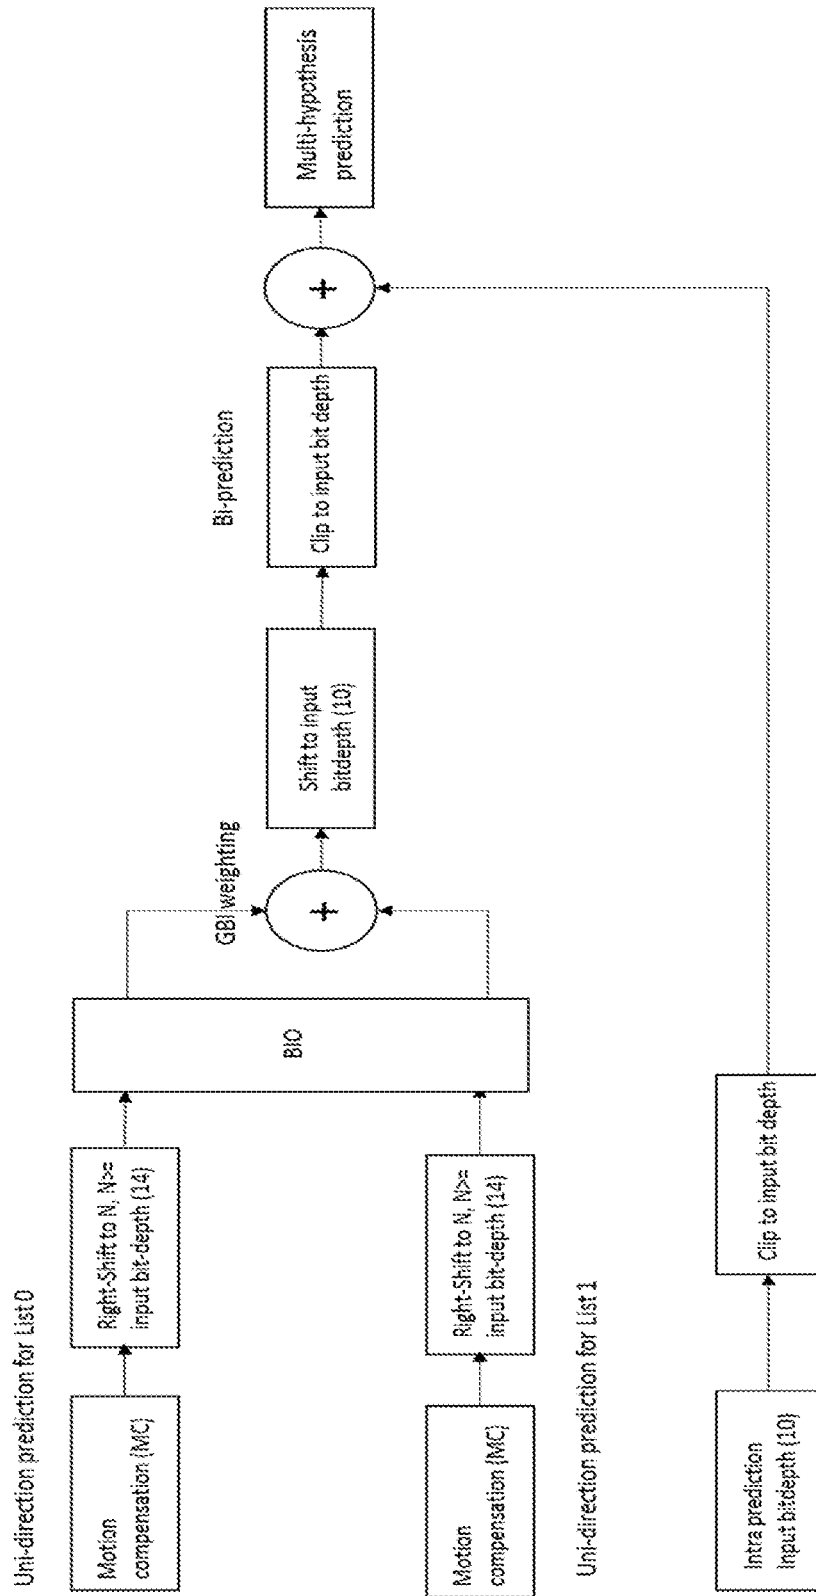 Uni-direction prediction for List 0
Motion
compensation (MC)
Right-Shift to N, N>=
input bit-depth (14)
BIO
GBI weighting
+
Shift to input
bitdepth (10)
Bi-prediction
Clip to input bit depth
+
Multi-hypothesis
prediction
Motion
compensation (MC)
Right-Shift to N, N>=
input bit-depth (14)
Uni-direction prediction for List 1
Intra prediction
Input bitdepth (10)
Clip to input bit depth